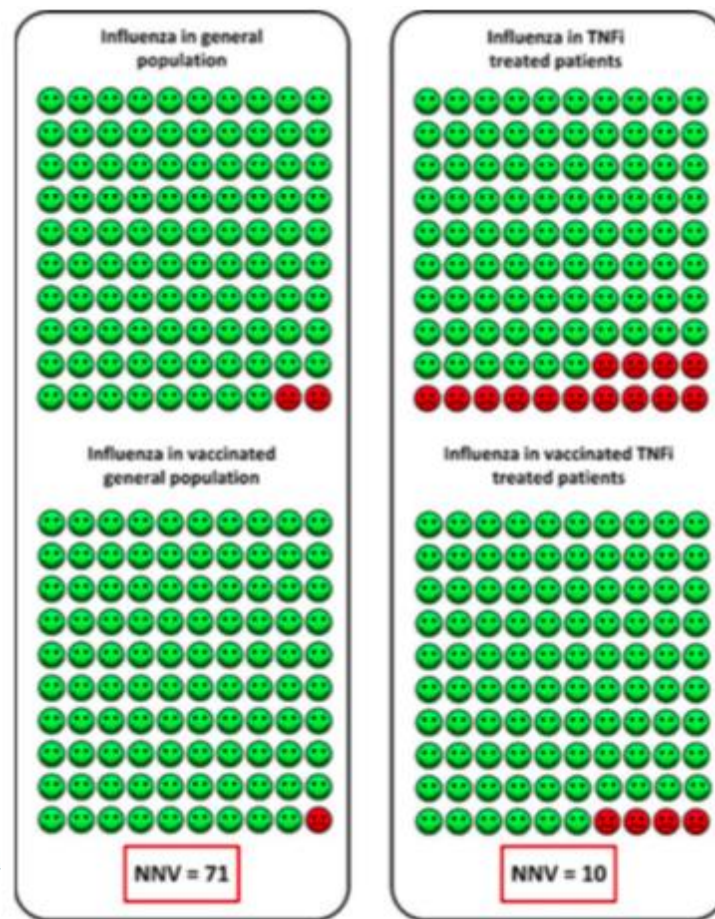 Influenza in general
population
Influenza in vaccinated
general population
NNV = 71
Influenza in TNFi
treated patients
Influenza in vaccinated TNFi
treated patients
NNV = 10